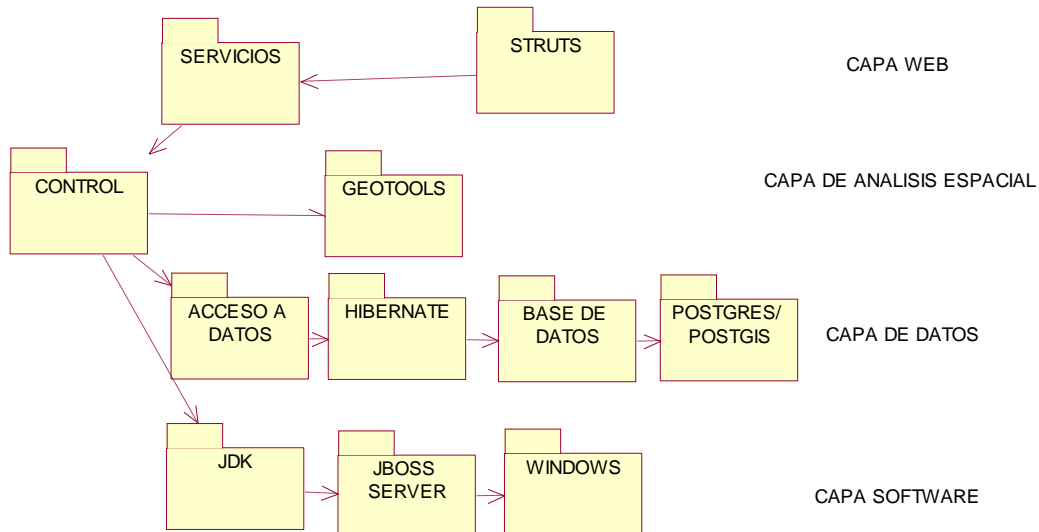 SERVICIOS
STRUTS
CAPA WEB
CONTROL
GEOTOOLS
CAPA DE ANALISIS ESPACIAL
ACCESO A
DATOS
HIBERNATE
BASE DE
DATOS
POSTGRES/
POSTGIS
CAPA DE DATOS
JDK
JBOSS
SERVER
WINDOWS
CAPA SOFTWARE